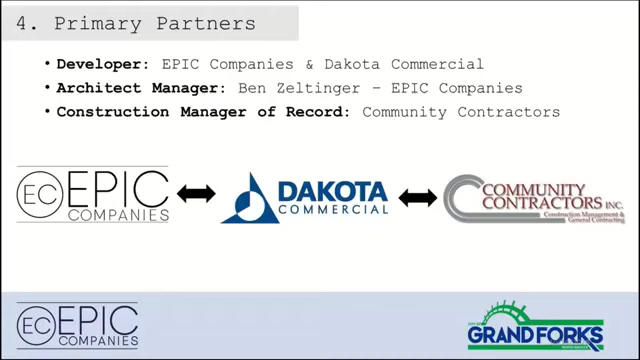 4. Primary Partners
• Developer: EPIC Companies & Dakota Commercial
• Architect Manager: Ben Zeltinger – EPIC Companies
• Construction Manager of Record: Community Contractors
EC EPIC
COMPANIES
DAKOTA
COMMERCIAL
COMMUNITY
CONTRACTORS INC.
Construction Management &
General Contracting
EC EPIC
COMPANIES
GRAND FORKS